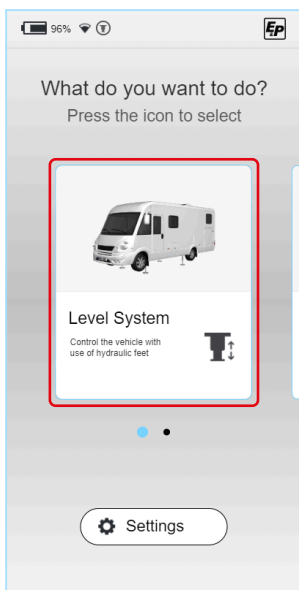 96%
EP
What do you want to do?
Press the icon to select
Level System
Control the vehicle with
use of hydraulic feet
Settings